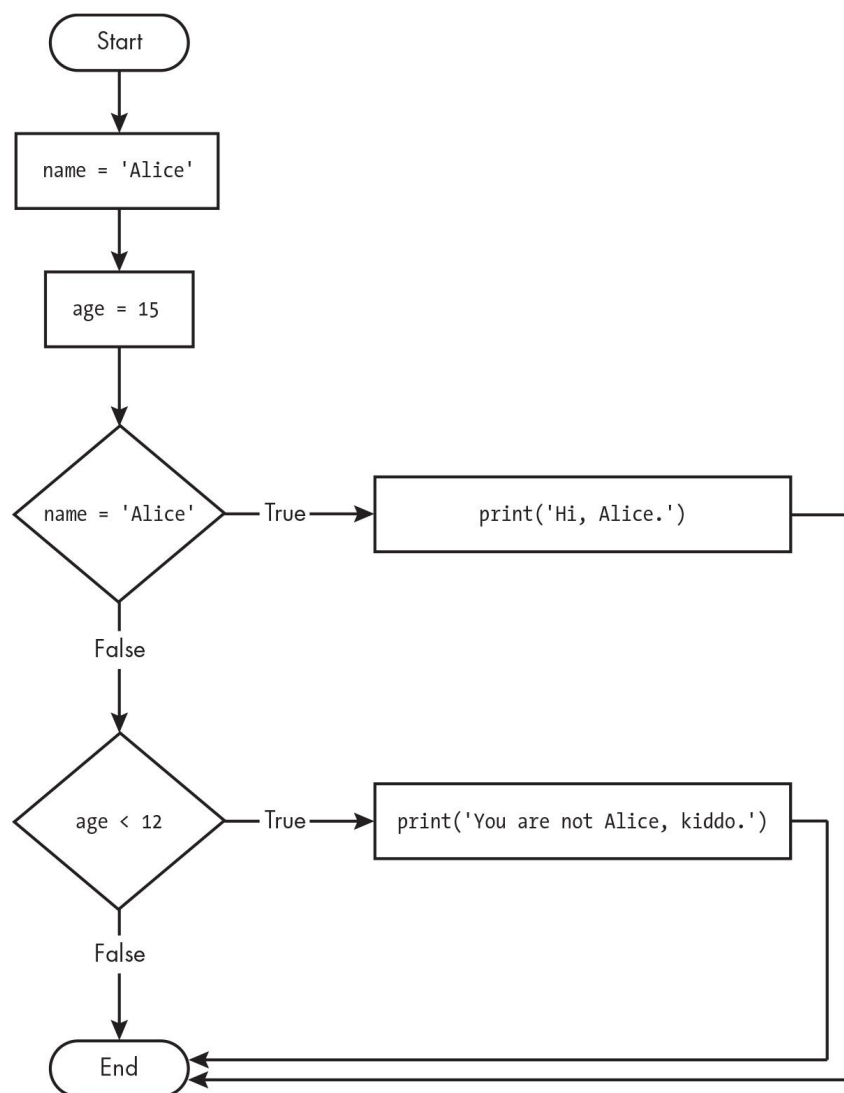 Start
name = 'Alice'
age = 15
name = 'Alice'
True
print('Hi, Alice.')
False
age < 12
True
print('You are not Alice, kiddo.')
False
End